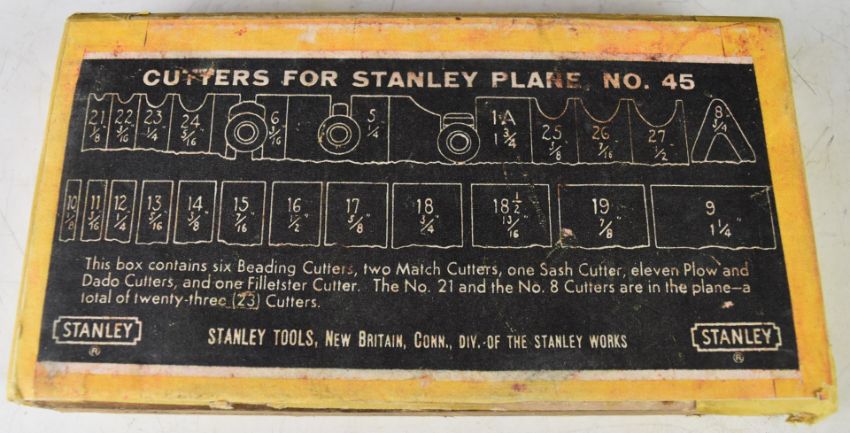 CUTTERS FOR STANLEY PLANE, NO. 45
21 22 23 24 6 5 1A 25 26 27 8
1/8 3/16 1/4 5/16" 3/16 1/4 1 3/4 3/8 7/16 1/2 3/4
10 11 12 13 14 15 16 17 18 18 1/2 19 9
1/8 3/16 1/4 5/16 3/8 7/16 1/2 5/8 3/4 13/16 7/8 1 1/4
This box contains six Beading Cutters, two Match Cutters, one Sash Cutter, eleven Plow and
Dado Cutters, and one Filletster Cutter. The No. 21 and the No. 8 Cutters are in the plane—a
total of twenty-three (23) Cutters.
STANLEY ® STANLEY TOOLS, NEW BRITAIN, CONN., DIV. OF THE STANLEY WORKS STANLEY ®